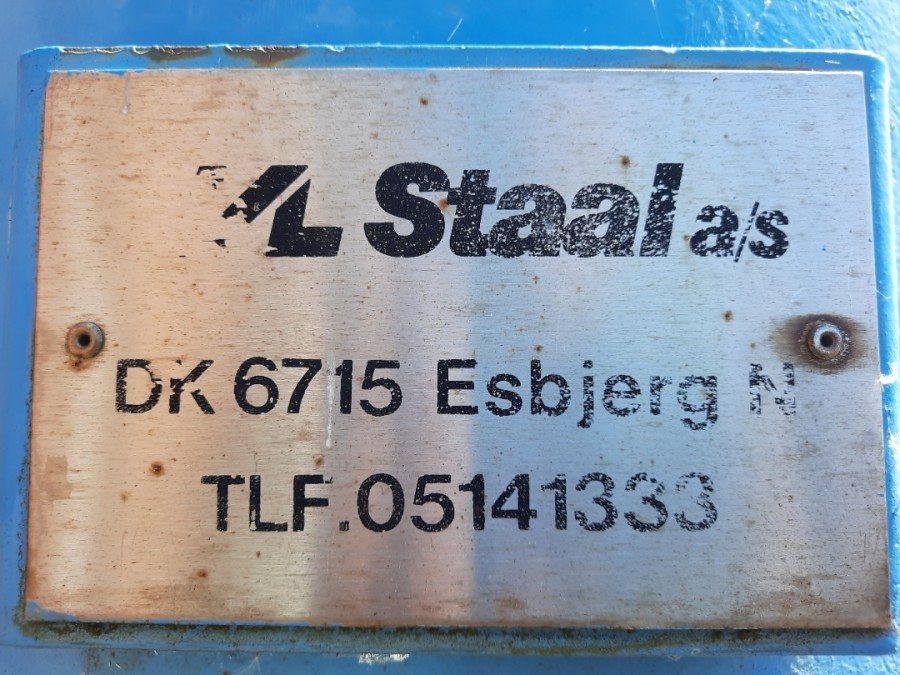 L Staal a/s
DK 6715 Esbjerg N
TLF. 05141333